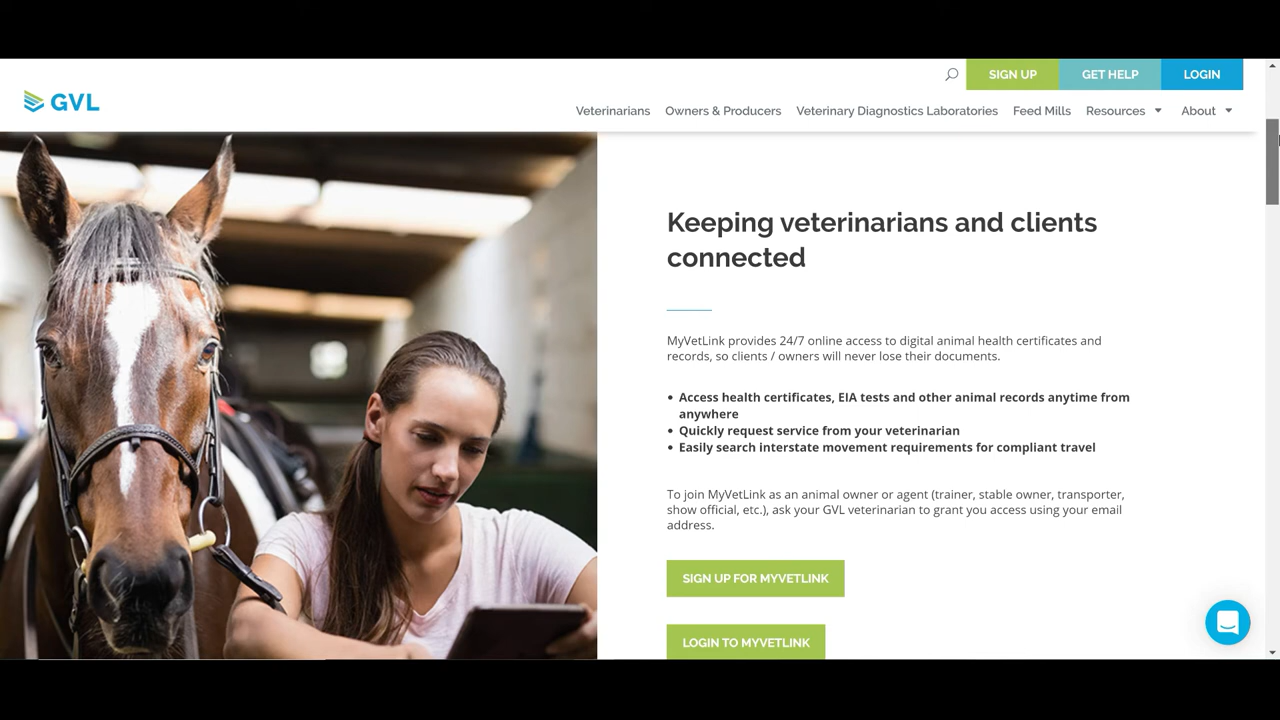 SIGN UP
GET HELP
LOGIN
GVL
Veterinarians
Owners & Producers
Veterinary Diagnostics Laboratories
Feed Mills
Resources
About
Keeping veterinarians and clients
connected
MyVetLink provides 24/7 online access to digital animal health certificates and
records, so clients / owners will never lose their documents.
• Access health certificates, EIA tests and other animal records anytime from
anywhere
• Quickly request service from your veterinarian
• Easily search interstate movement requirements for compliant travel
To join MyVetLink as an animal owner or agent (trainer, stable owner, transporter,
show official, etc.), ask your GVL veterinarian to grant you access using your email
address.
SIGN UP FOR MYVETLINK
LOGIN TO MYVETLINK